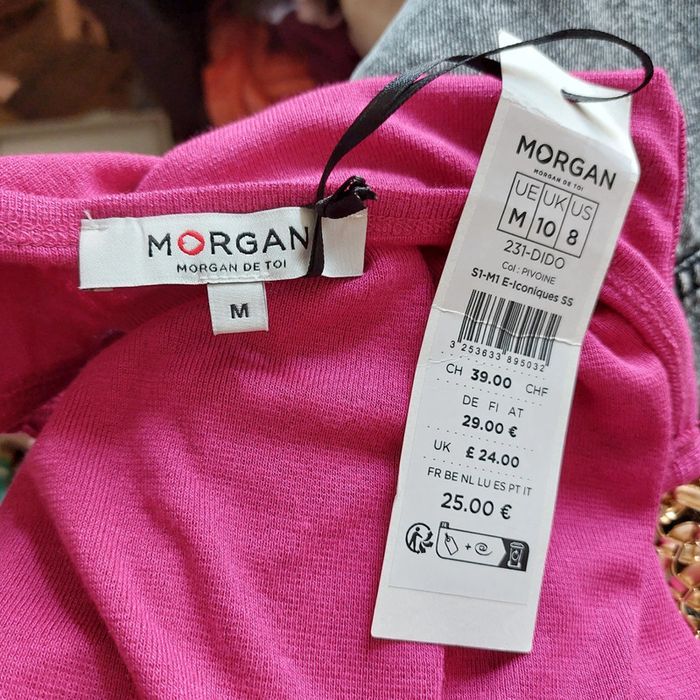 MORGAN
MORGAN DE TOI
M
MORGAN
MORGAN DE TOI
UE UK US
M 10 8
231-DIDO
Col : PIVOINE
S1-M1 E-Iconiques SS
3 253633 895032
CH 39.00 CHF
DE FI AT
29.00 €
UK £ 24.00
FR BE NL LU ES PT IT
25.00 €
FR
+